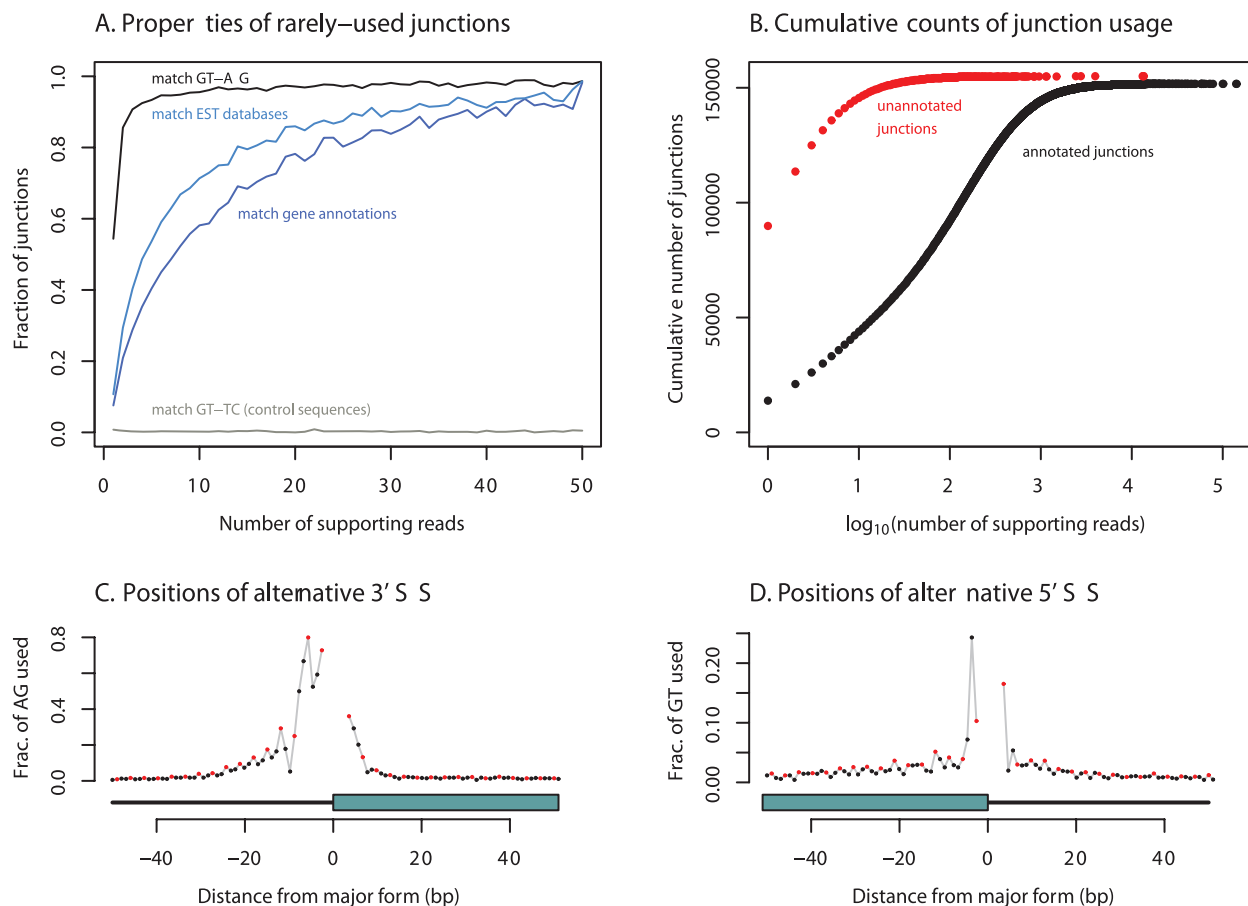 A. Proper ties of rarely−used junctions
match GT−A G
match EST databases
match gene annotations
match GT−TC (control sequences)
Fraction of junctions
0.0 0.2 0.4 0.6 0.8 1.0
0 10 20 30 40 50
Number of supporting reads
B. Cumulative counts of junction usage
unannotated
junctions
annotated junctions
Cumulativ e number of junctions
0 50000 100000 150000
0 1 2 3 4 5
log10(number of supporting reads)
C. Positions of alternative 3' S S
Frac. of AG used
0.0 0.4 0.8
−40 −20 0 20 40
Distance from major form (bp)
D. Positions of alter native 5' S S
Frac. of GT used
0.00 0.10 0.20
−40 −20 0 20 40
Distance from major form (bp)